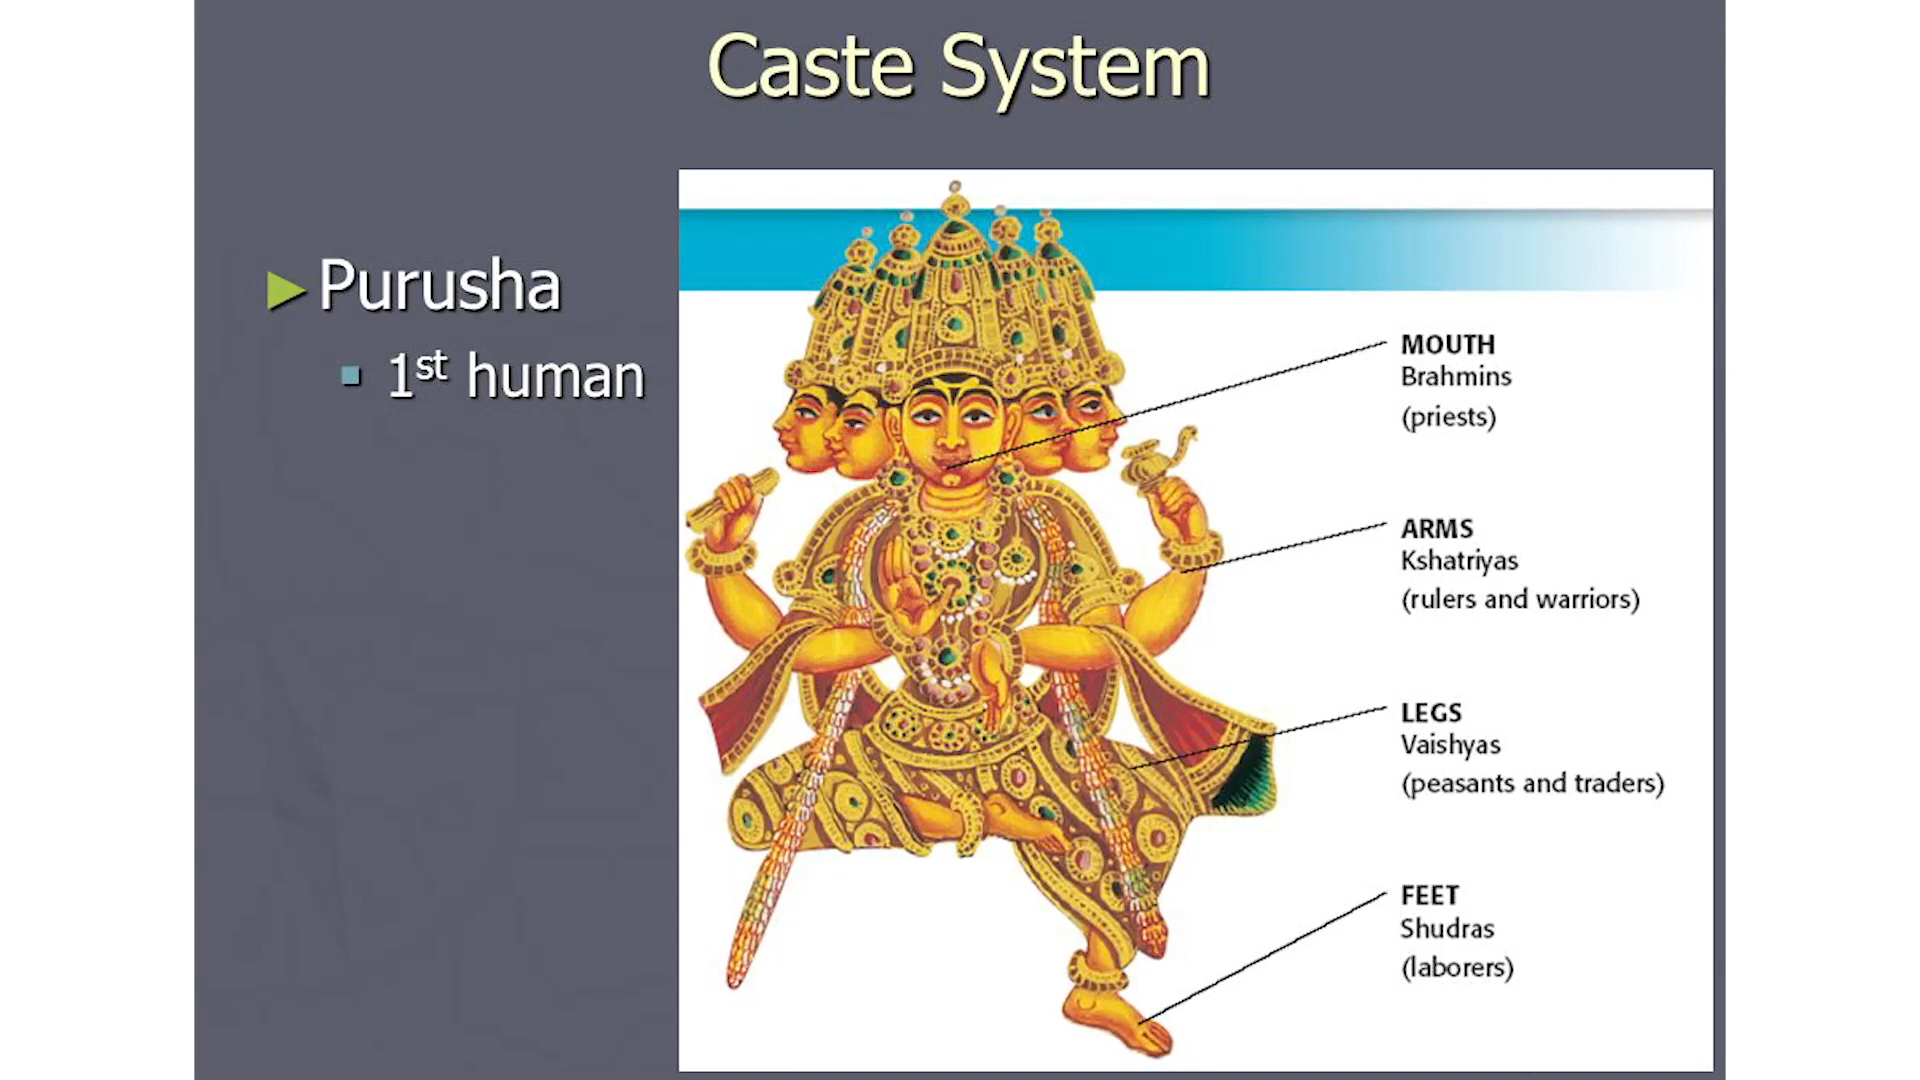 Caste System
Purusha
1st human
MOUTH
Brahmins
(priests)
ARMS
Kshatriyas
(rulers and warriors)
LEGS
Vaishyas
(peasants and traders)
FEET
Shudras
(laborers)